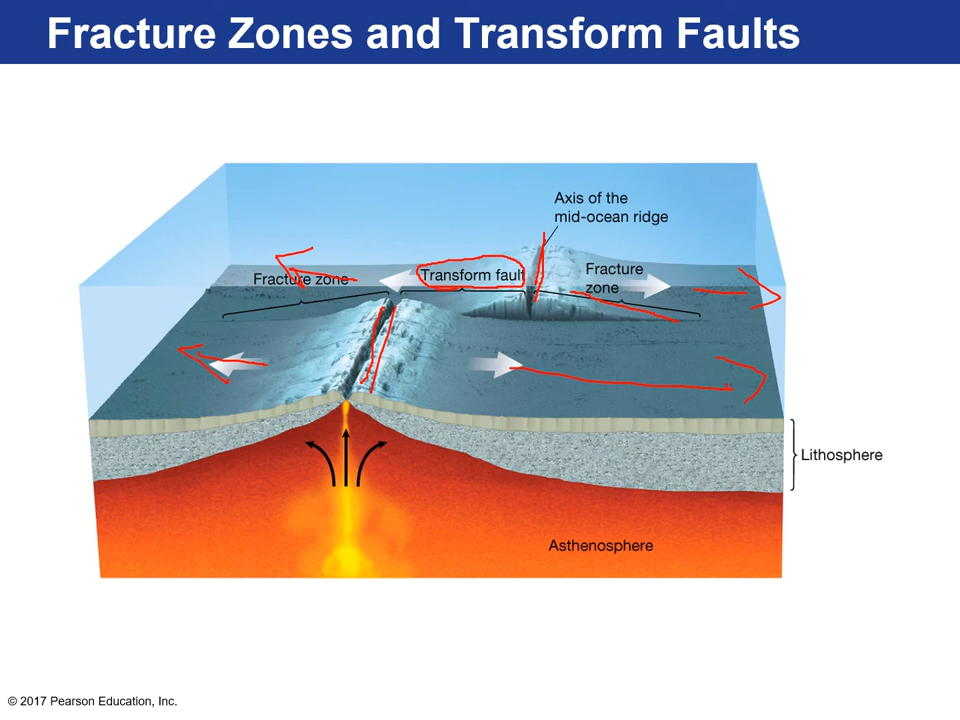 Fracture Zones and Transform Faults
Axis of the
mid-ocean ridge
Fracture zone
Transform fault
Fracture
zone
Lithosphere
Asthenosphere
© 2017 Pearson Education, Inc.